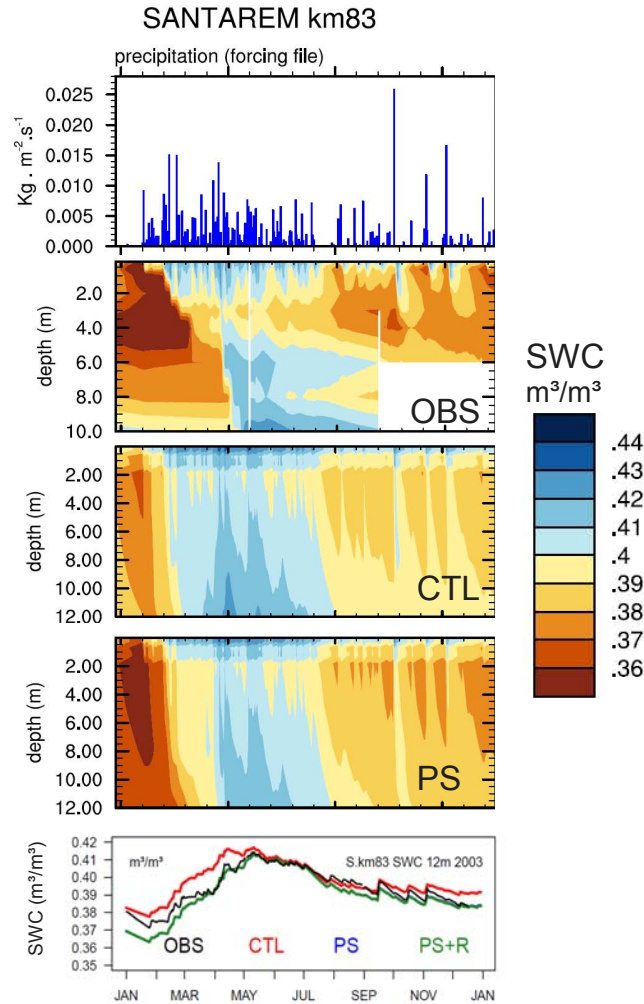 SANTAREM km83
precipitation (forcing file)
Kg . m⁻².s⁻¹
0.025
0.020
0.015
0.010
0.005
0.000
depth (m)
2.0
4.0
6.0
8.0
10.0
OBS
SWC
m³/m³
.44
.43
.42
.41
.4
.39
.38
.37
.36
depth (m)
2.00
4.00
6.00
8.00
10.00
12.00
CTL
depth (m)
2.00
4.00
6.00
8.00
10.00
12.00
PS
SWC (m³/m³)
0.42
0.41
0.40
0.39
0.38
0.37
0.36
0.35
m³/m³ S.km83 SWC 12m 2003
OBS CTL PS PS+R
JAN MAR MAY JUL SEP NOV JAN